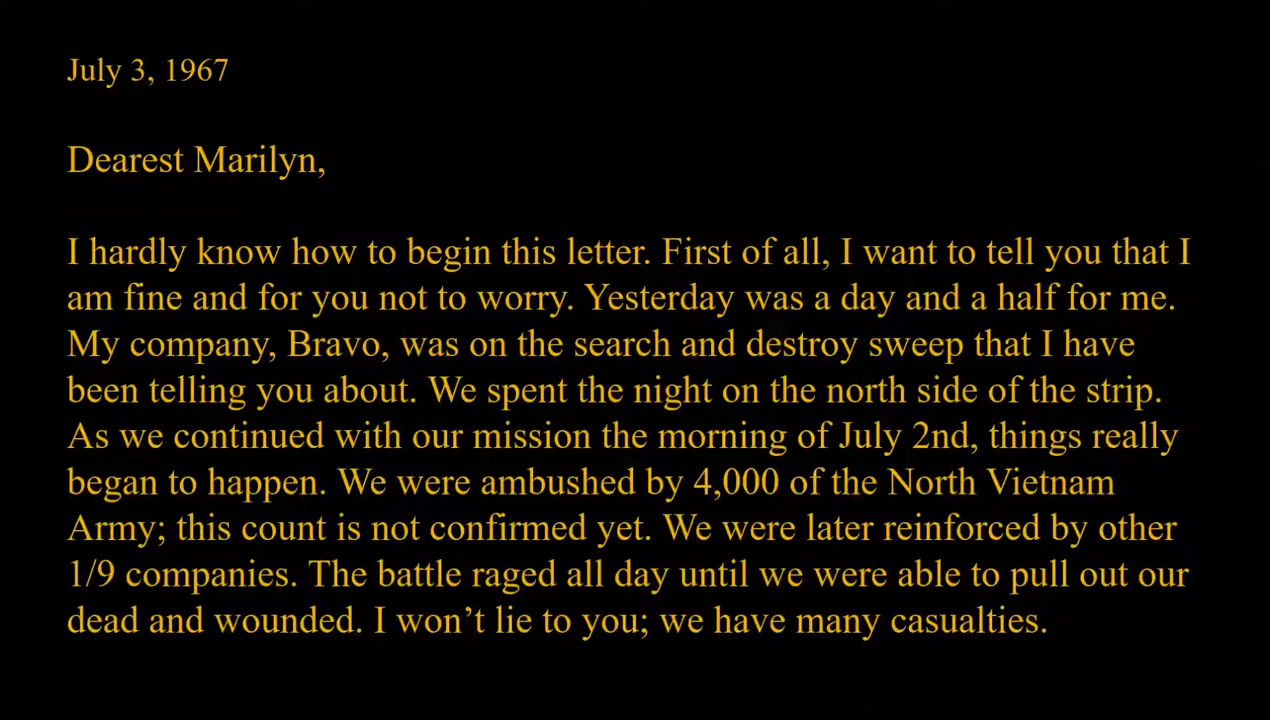 July 3, 1967
Dearest Marilyn,
I hardly know how to begin this letter. First of all, I want to tell you that I
am fine and for you not to worry. Yesterday was a day and a half for me.
My company, Bravo, was on the search and destroy sweep that I have
been telling you about. We spent the night on the north side of the strip.
As we continued with our mission the morning of July 2nd, things really
began to happen. We were ambushed by 4,000 of the North Vietnam
Army; this count is not confirmed yet. We were later reinforced by other
1/9 companies. The battle raged all day until we were able to pull out our
dead and wounded. I won’t lie to you; we have many casualties.